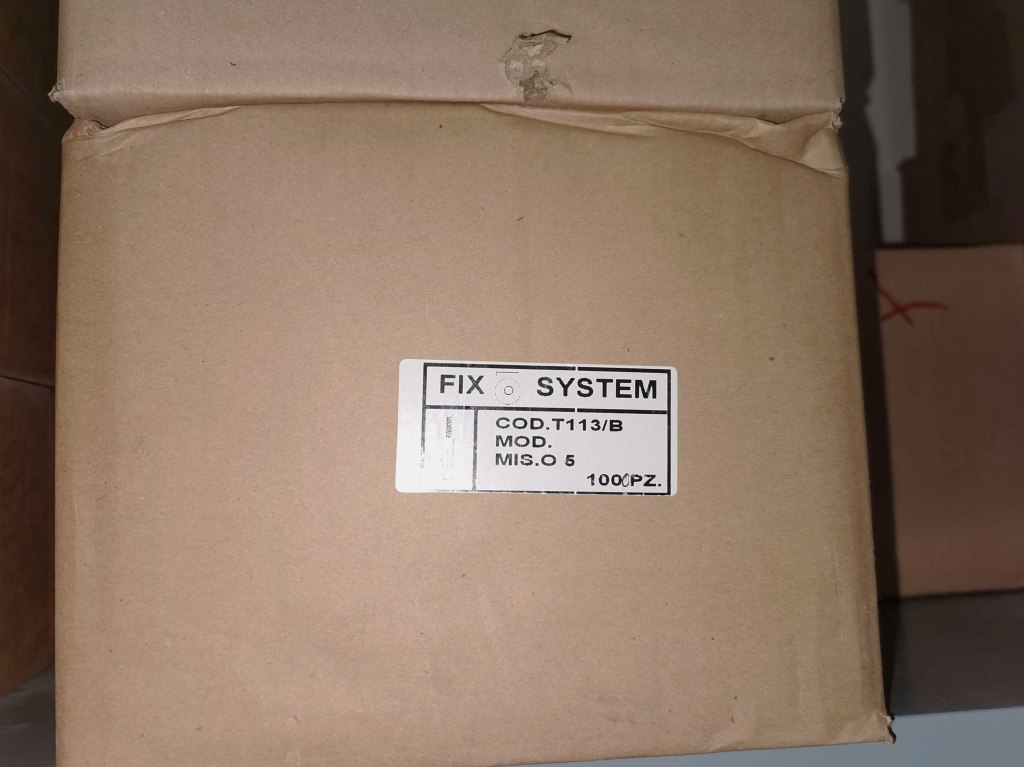 FIX SYSTEM
COD.T113/B
MOD.
MIS.O 5
1000PZ.